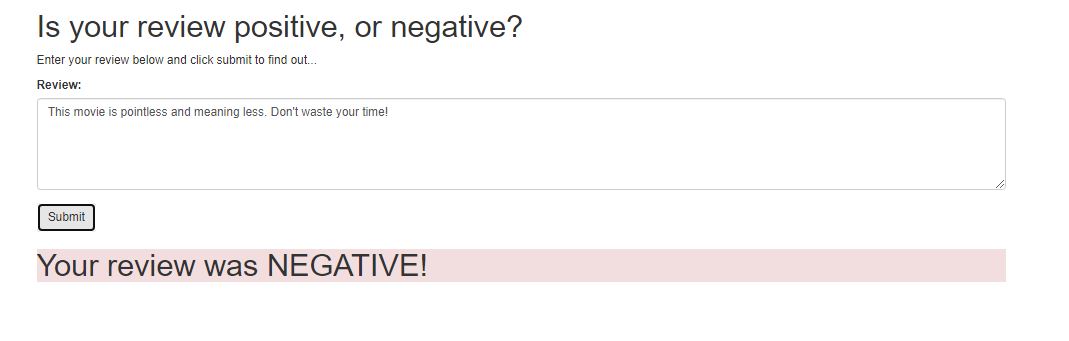 Is your review positive, or negative?
Enter your review below and click submit to find out...
Review:
This movie is pointless and meaning less. Don't waste your time!
Submit
Your review was NEGATIVE!